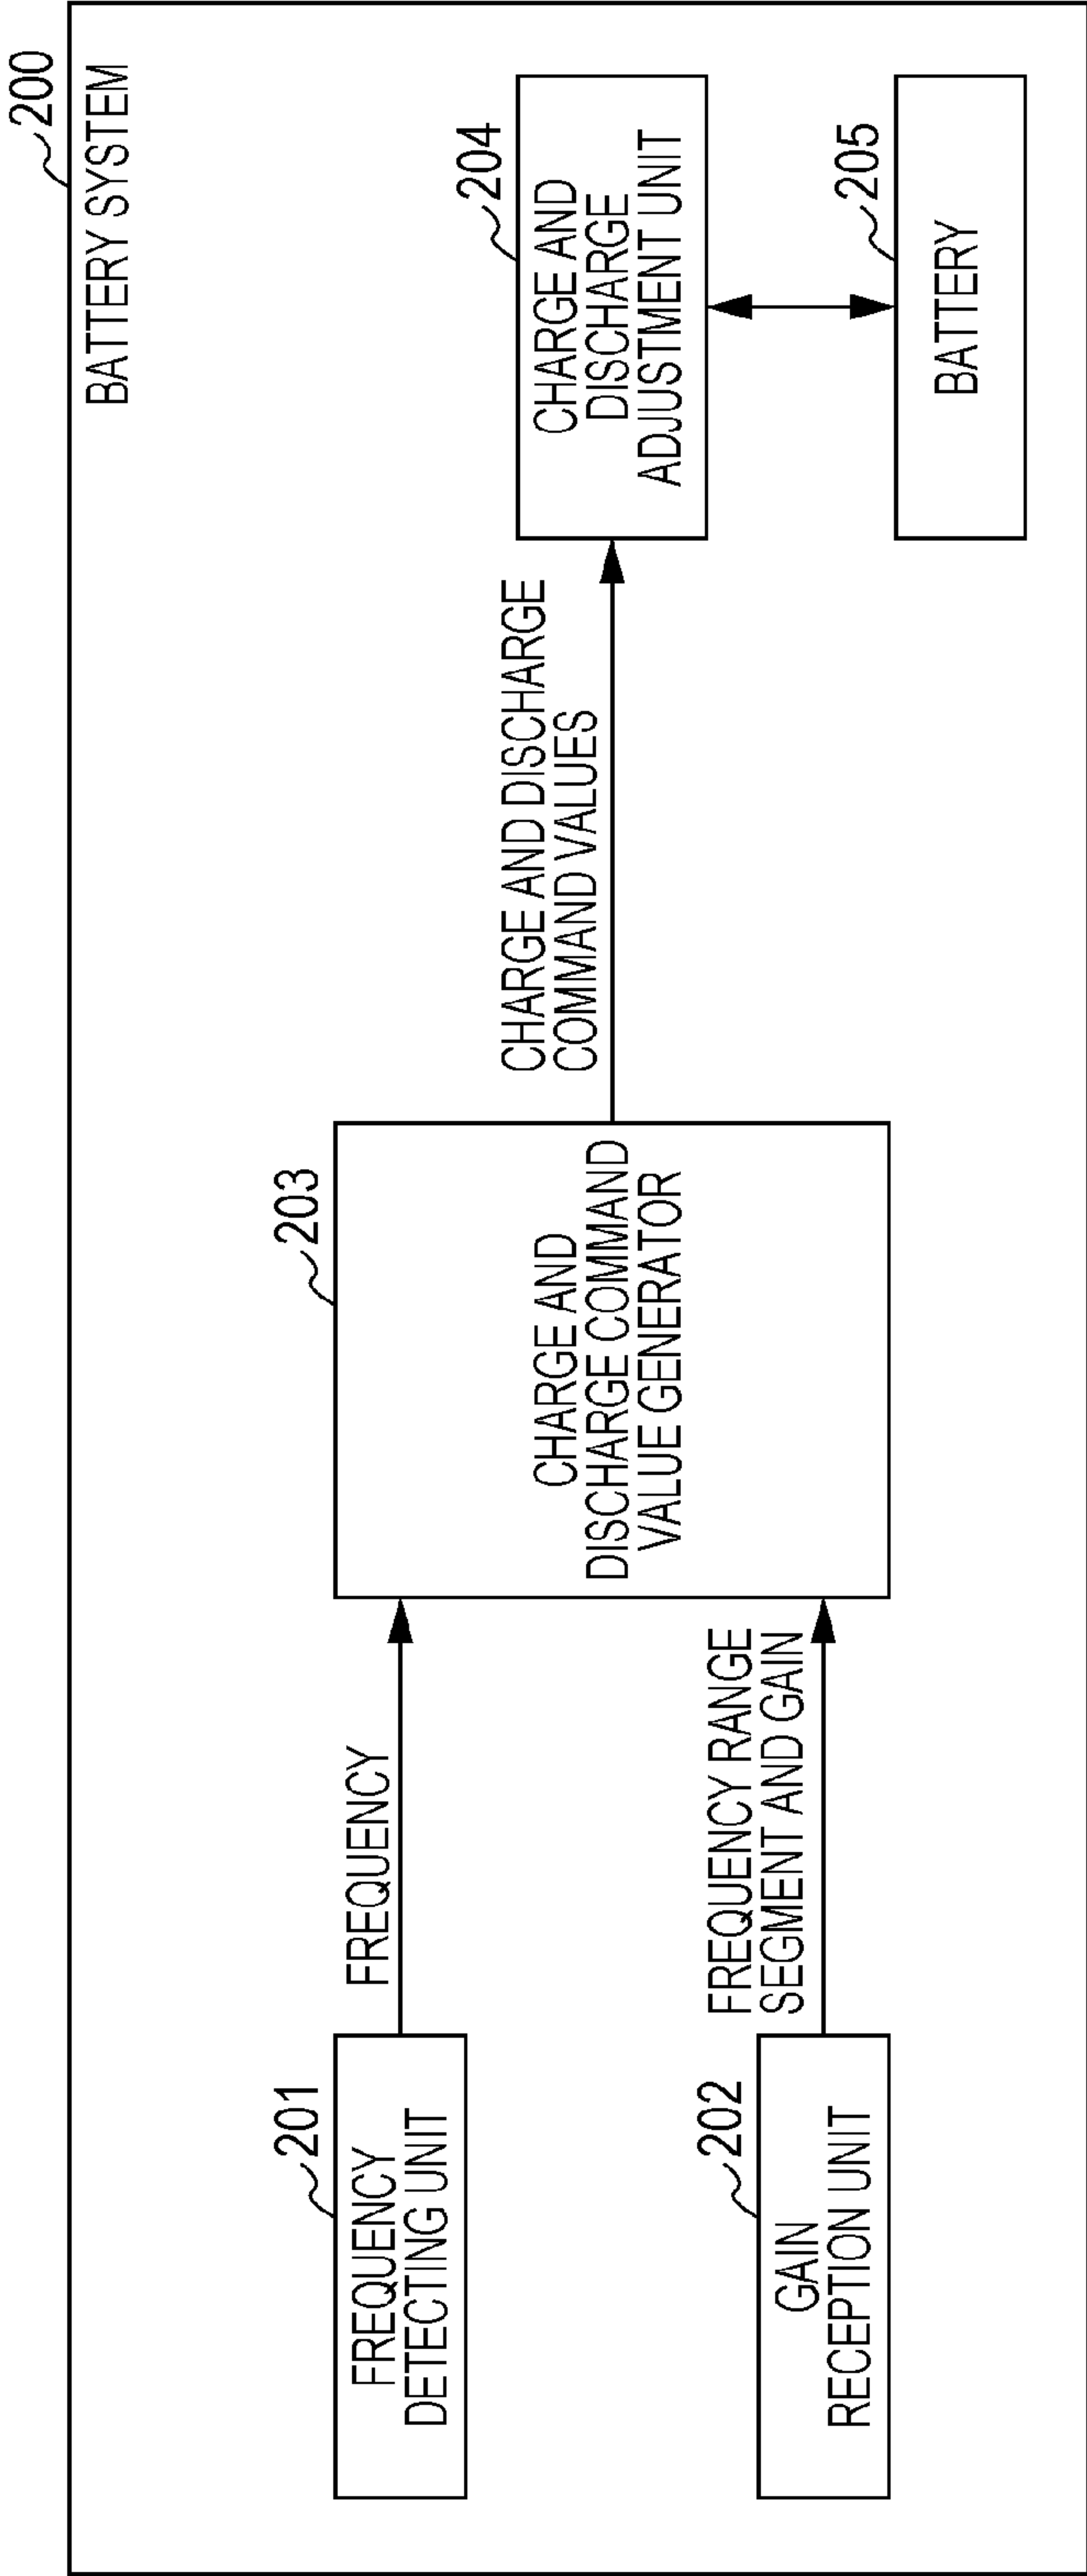 200
BATTERY SYSTEM
201
FREQUENCY
DETECTING UNIT
FREQUENCY
202
GAIN
RECEPTION UNIT
FREQUENCY RANGE
SEGMENT AND GAIN
203
CHARGE AND
DISCHARGE COMMAND
VALUE GENERATOR
CHARGE AND DISCHARGE
COMMAND VALUES
204
CHARGE AND
DISCHARGE
ADJUSTMENT UNIT
205
BATTERY